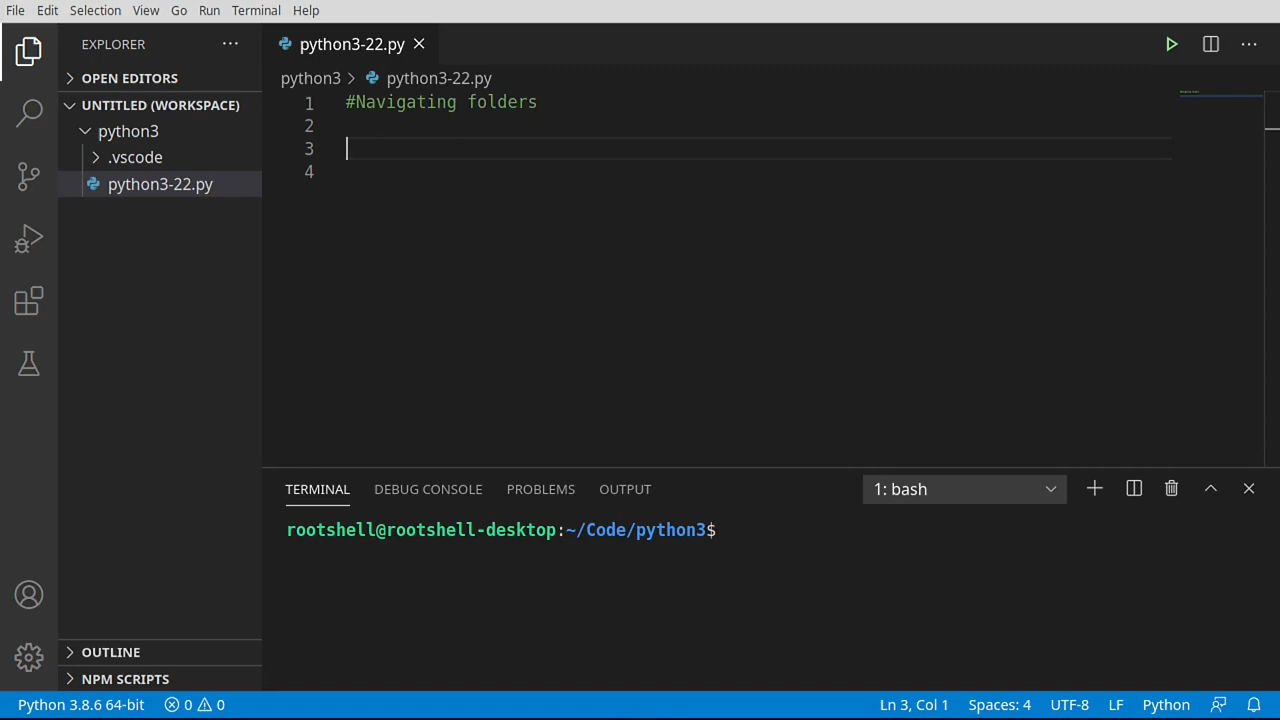 File Edit Selection View Go Run Terminal Help
EXPLORER
python3-22.py
OPEN EDITORS
UNTITLED (WORKSPACE)
python3
.vscode
python3-22.py
OUTLINE
NPM SCRIPTS
python3 python3-22.py
1 #Navigating folders
2
3
4
TERMINAL DEBUG CONSOLE PROBLEMS OUTPUT 1: bash
rootshell@rootshell-desktop:~/Code/python3$
Python 3.8.6 64-bit 0 0 Ln 3, Col 1 Spaces: 4 UTF-8 LF Python